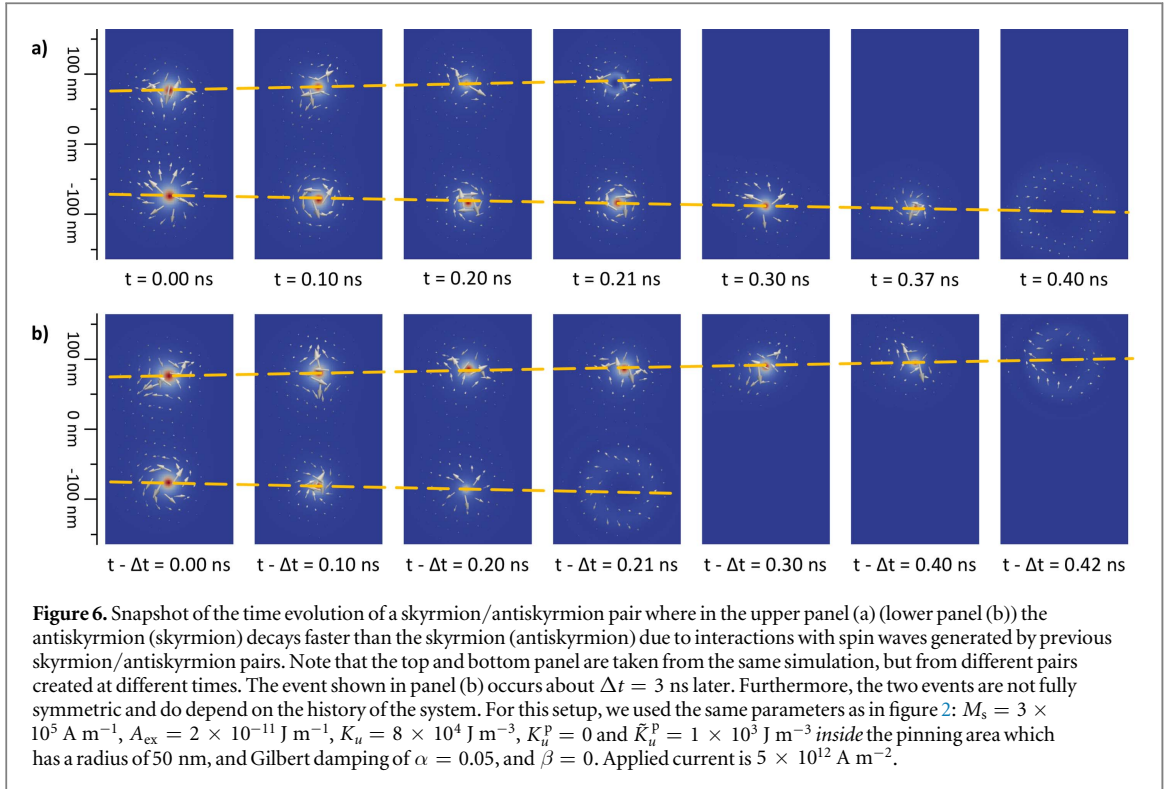 a)
100 nm
0 nm
-100 nm
t = 0.00 ns
t = 0.10 ns
t = 0.20 ns
t = 0.21 ns
t = 0.30 ns
t = 0.37 ns
t = 0.40 ns
b)
100 nm
0 nm
-100 nm
t - Δt = 0.00 ns
t - Δt = 0.10 ns
t - Δt = 0.20 ns
t - Δt = 0.21 ns
t - Δt = 0.30 ns
t - Δt = 0.40 ns
t - Δt = 0.42 ns
Figure 6. Snapshot of the time evolution of a skyrmion/antiskyrmion pair where in the upper panel (a) (lower panel (b)) the
antiskyrmion (skyrmion) decays faster than the skyrmion (antiskyrmion) due to interactions with spin waves generated by previous
skyrmion/antiskyrmion pairs. Note that the top and bottom panel are taken from the same simulation, but from different pairs
created at different times. The event shown in panel (b) occurs about Δt = 3 ns later. Furthermore, the two events are not fully
symmetric and do depend on the history of the system. For this setup, we used the same parameters as in figure 2: Mₛ = 3 ×
10⁵ A m⁻¹, A_ex = 2 × 10⁻¹¹ J m⁻¹, K_u = 8 × 10⁴ J m⁻³, K_u^p = 0 and K̃_u^p = 1 × 10³ J m⁻³ inside the pinning area which
has a radius of 50 nm, and Gilbert damping of α = 0.05, and β = 0. Applied current is 5 × 10¹² A m⁻².